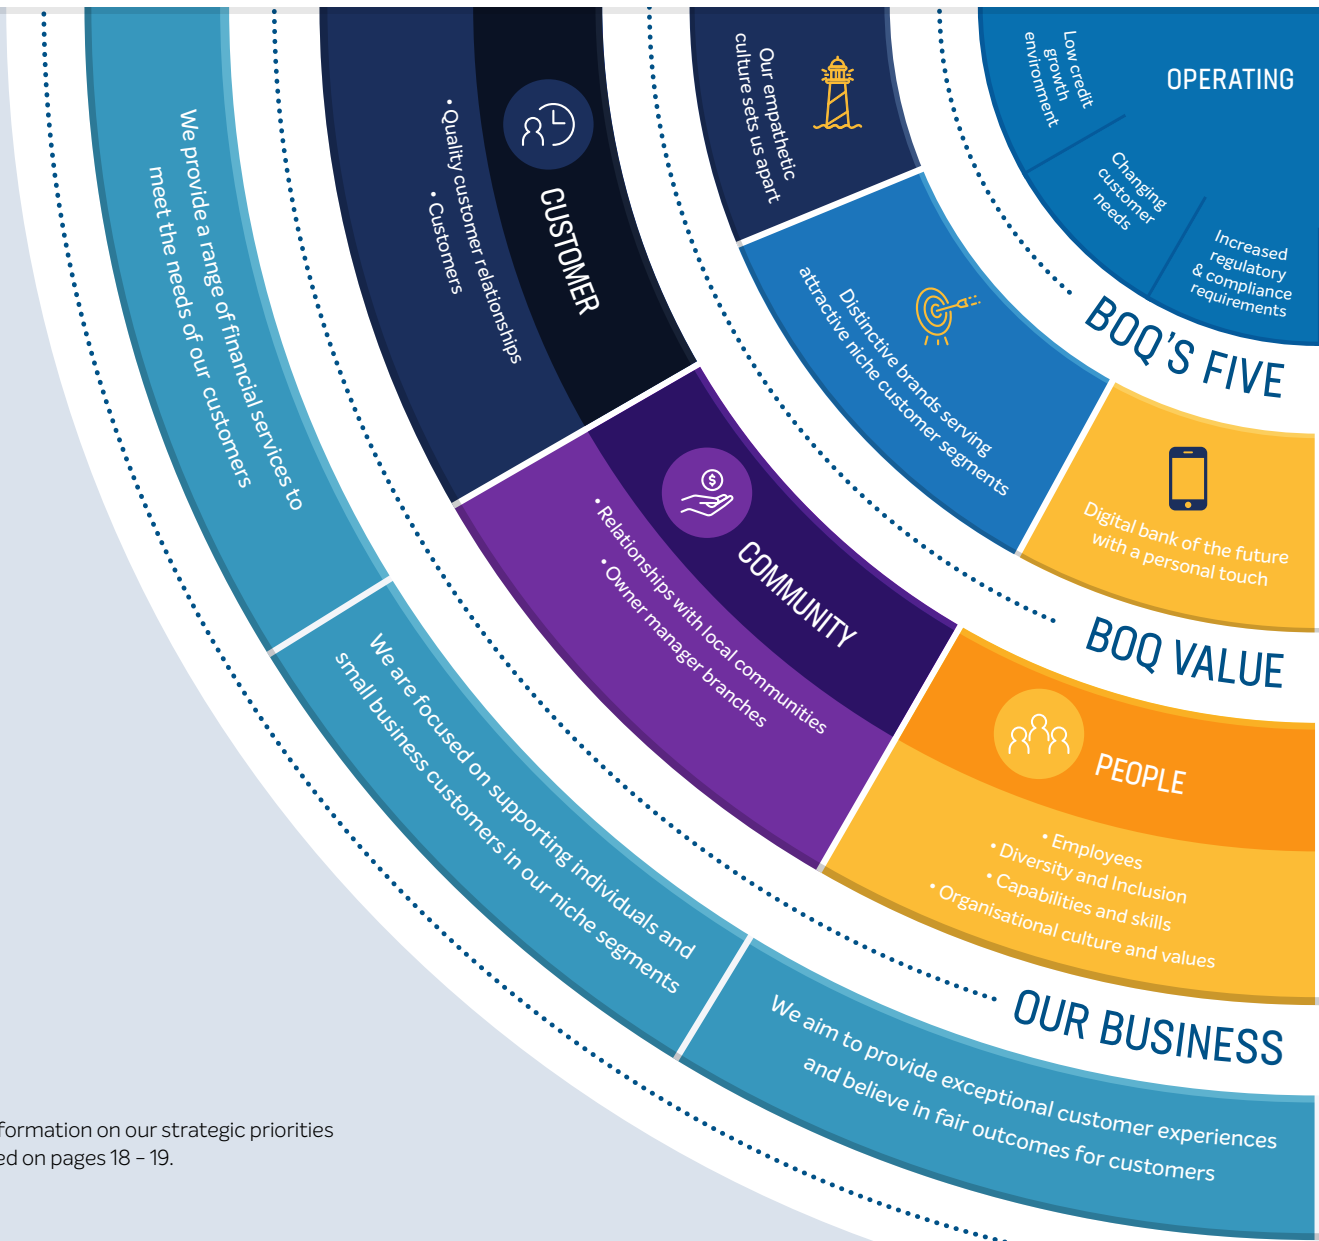 OPERATING
Low credit
growth
environment
Changing
customer
needs
Increased
regulatory
& compliance
requirements
BOQ'S FIVE
Our empathetic
culture sets us apart
Distinctive brands serving
attractive niche customer segments
Digital bank of the future
with a personal touch
BOQ VALUE
CUSTOMER
• Quality customer relationships
• Customers
COMMUNITY
• Relationships with local communities
• Owner manager branches
PEOPLE
• Employees
• Diversity and Inclusion
• Capabilities and skills
• Organisational culture and values
OUR BUSINESS
We provide a range of financial services to
meet the needs of our customers
We are focused on supporting individuals and
small business customers in our niche segments
We aim to provide exceptional customer experiences
and believe in fair outcomes for customers
formation on our strategic priorities
ed on pages 18 – 19.